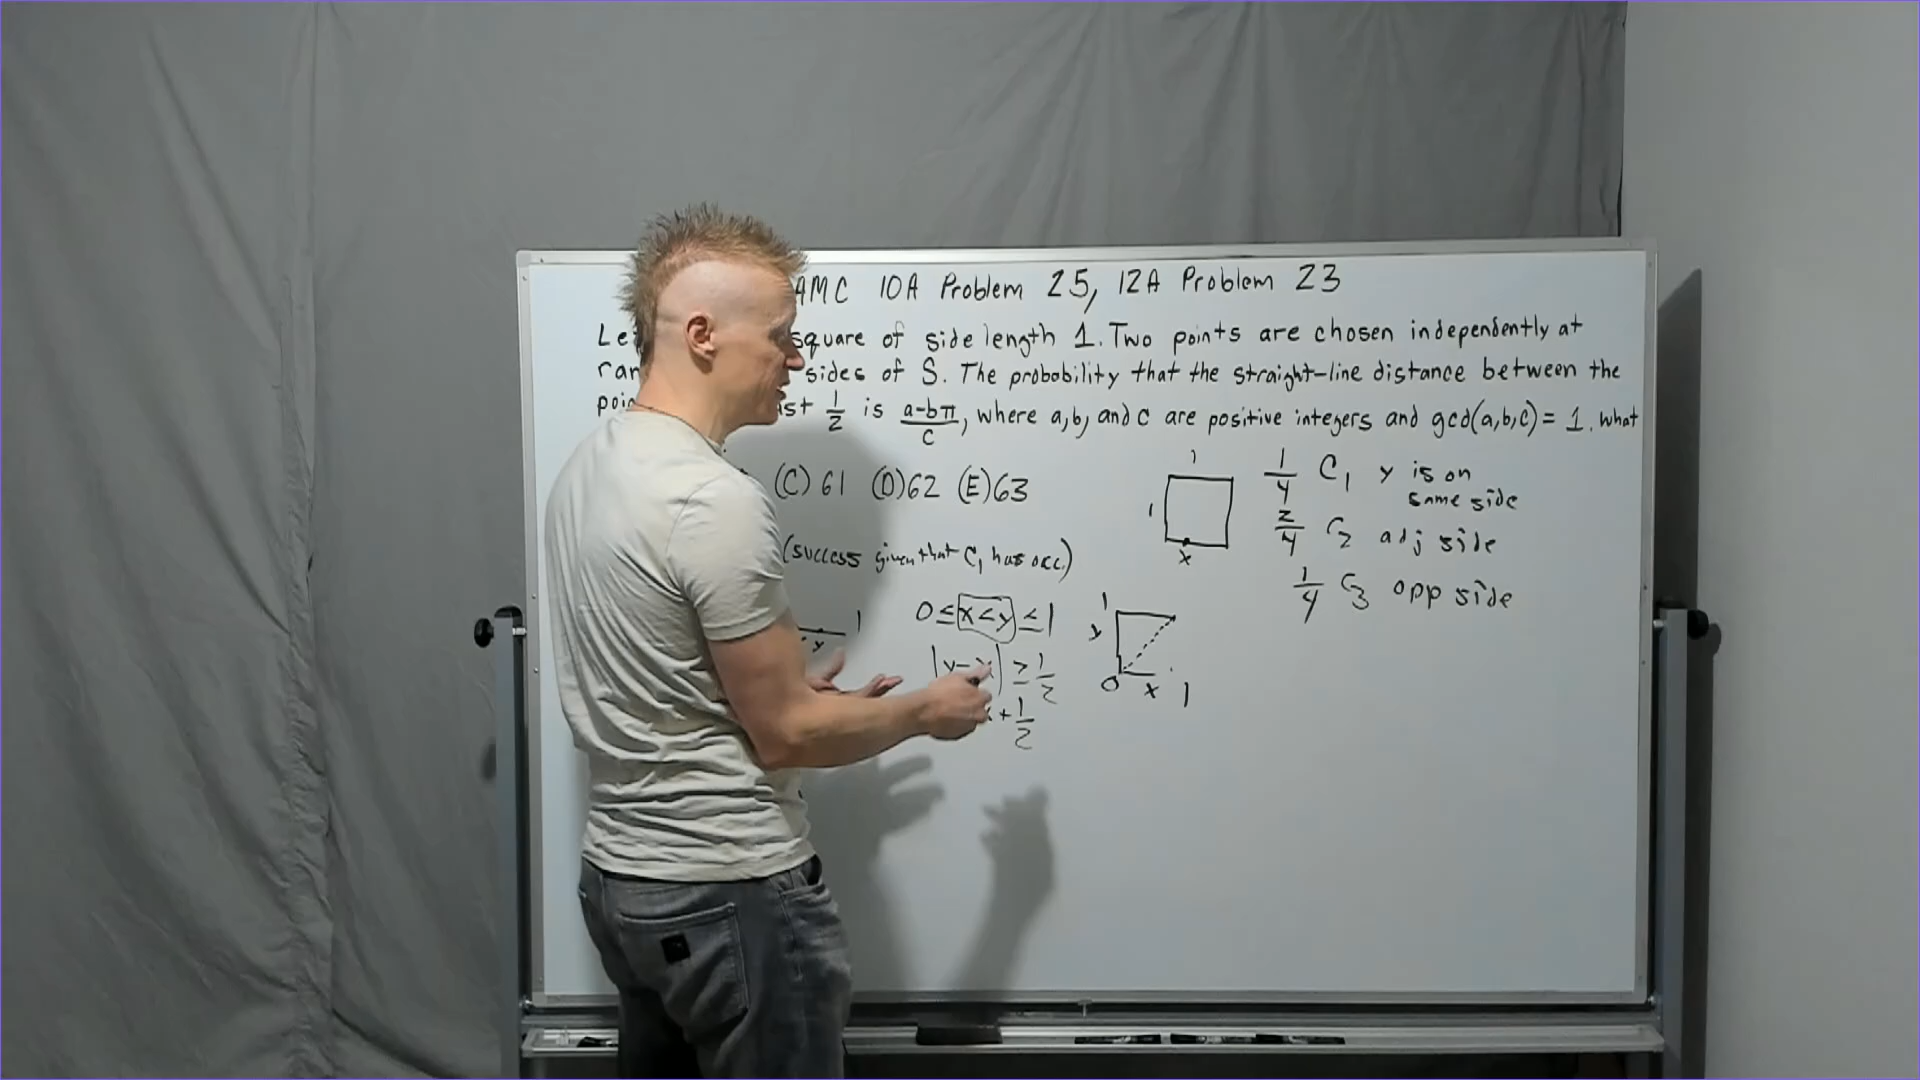 AMC 10A Problem 25, 12A Problem 23
square of side length 1. Two points are chosen independently at
sides of S. The probability that the straight-line distance between the
1/2 is (a-bπ)/c, where a,b, and c are positive integers and gcd(a,b,c) = 1. what
(C) 61 (D) 62 (E) 63
(success given that C₁ has occ.)
0 ≤ x < y ≤ 1
|y-x| ≥ 1/2
x + 1/2
1
y
1
1
x
1/4 C₁ y is on
same side
2/4 C₂ adj side
1/4 C₃ opp side
1
y
0 x 1